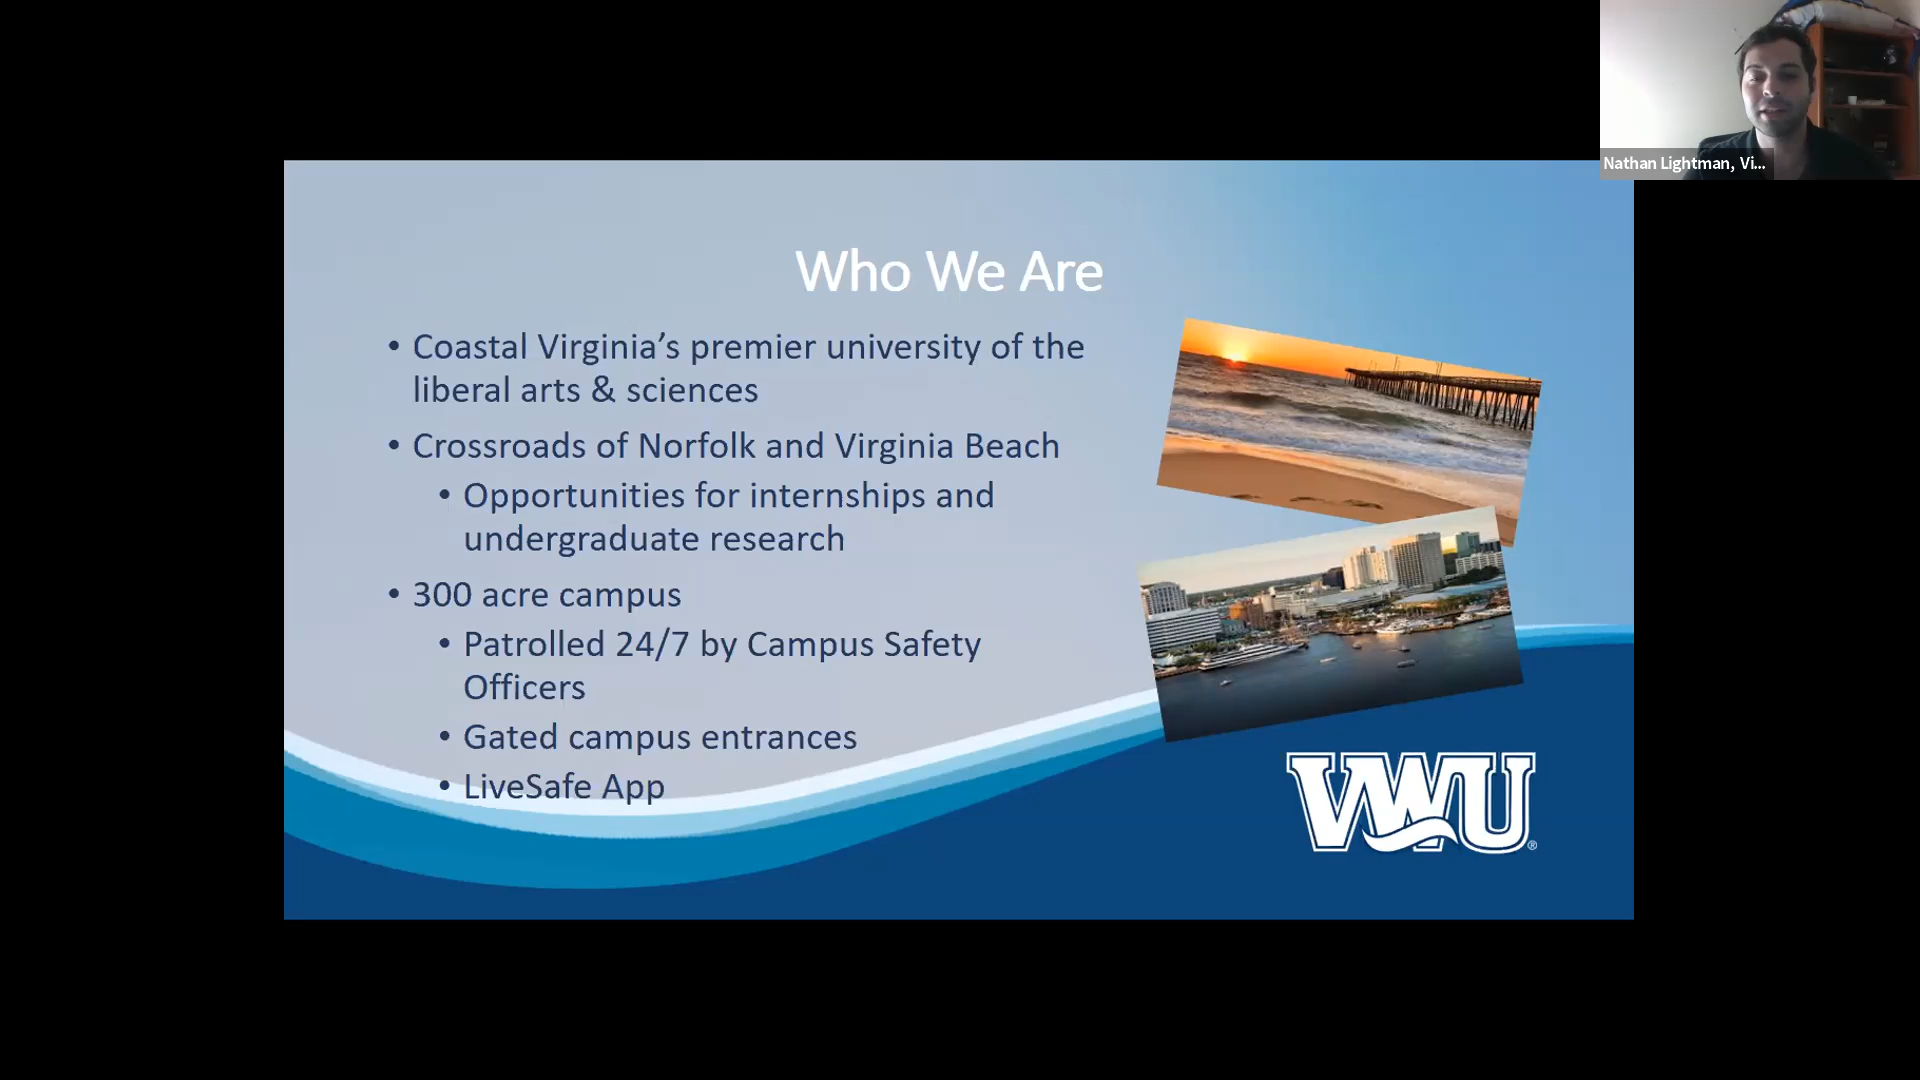 Nathan Lightman, Vi...
Who We Are
• Coastal Virginia’s premier university of the
liberal arts & sciences
• Crossroads of Norfolk and Virginia Beach
• Opportunities for internships and
undergraduate research
• 300 acre campus
• Patrolled 24/7 by Campus Safety
Officers
• Gated campus entrances
• LiveSafe App
VWU®